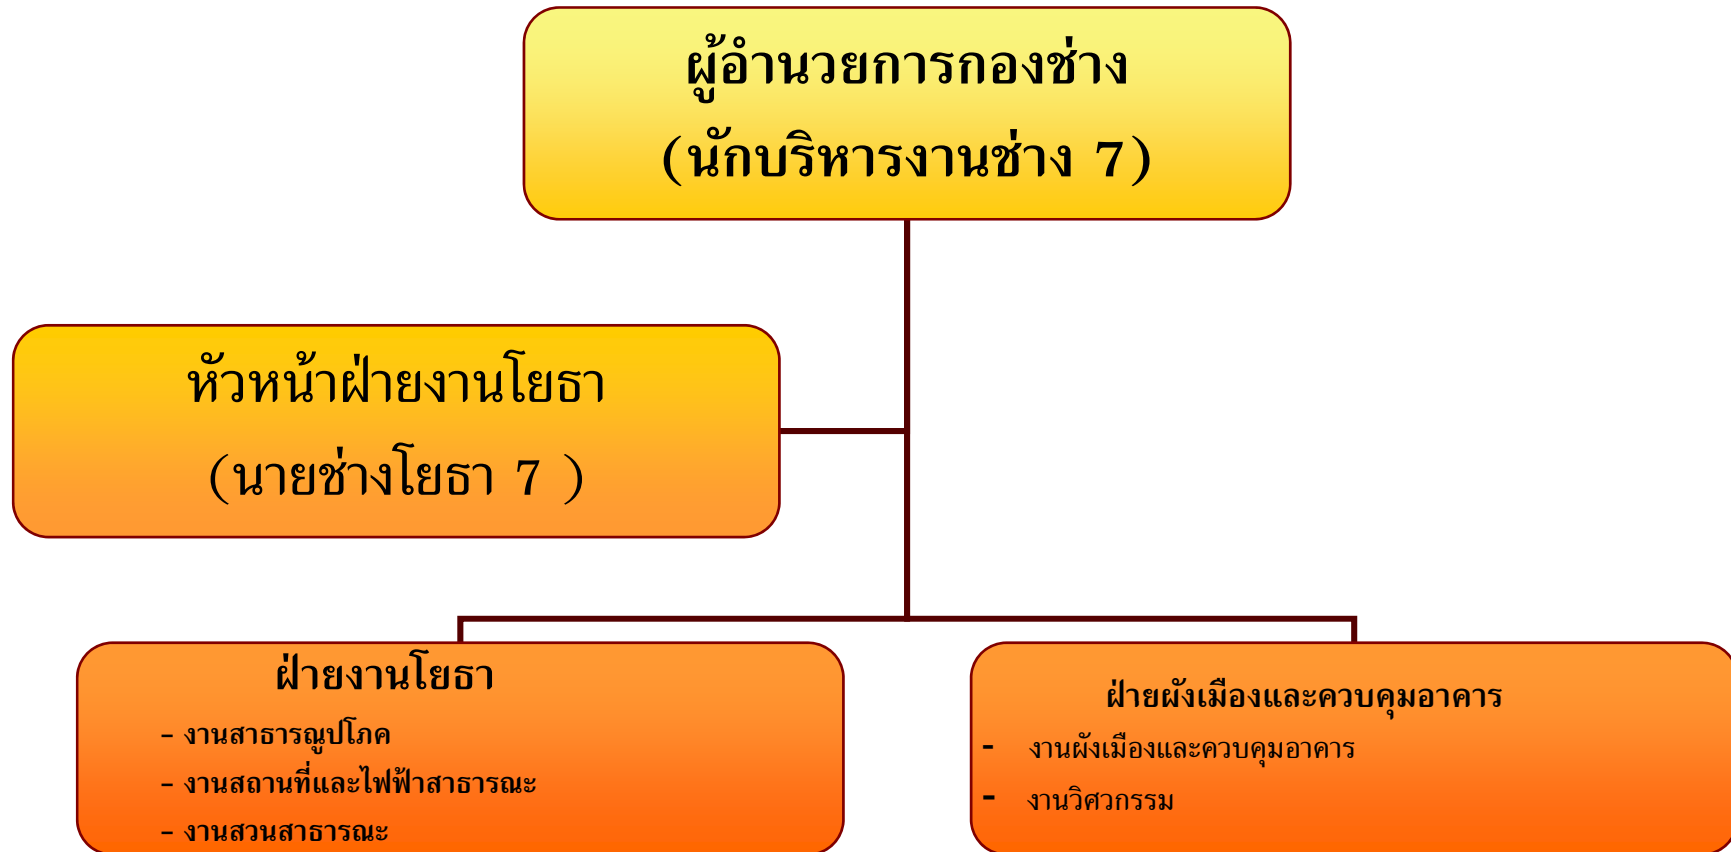 ผู้อำนวยการกองช่าง
(นักบริหารงานช่าง 7)
หัวหน้าฝ่ายงานโยธา
(นายช่างโยธา 7 )
ฝ่ายงานโยธา
- งานสาธารณูปโภค
- งานสถานที่และไฟฟ้าสาธารณะ
- งานสวนสาธารณะ
ฝ่ายผังเมืองและควบคุมอาคาร
- งานผังเมืองและควบคุมอาคาร
- งานวิศวกรรม